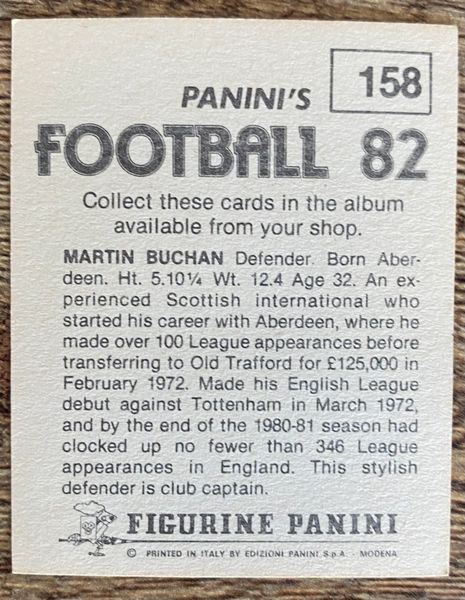 158
PANINI'S
FOOTBALL 82
Collect these cards in the album
available from your shop.
MARTIN BUCHAN Defender. Born Aber-
deen. Ht. 5.10¼ Wt. 12.4 Age 32. An ex-
perienced Scottish international who
started his career with Aberdeen, where he
made over 100 League appearances before
transferring to Old Trafford for £125,000 in
February 1972. Made his English League
debut against Tottenham in March 1972,
and by the end of the 1980-81 season had
clocked up no fewer than 346 League
appearances in England. This stylish
defender is club captain.
FIGURINE PANINI
© PRINTED IN ITALY BY EDIZIONI PANINI S.p.A. - MODENA